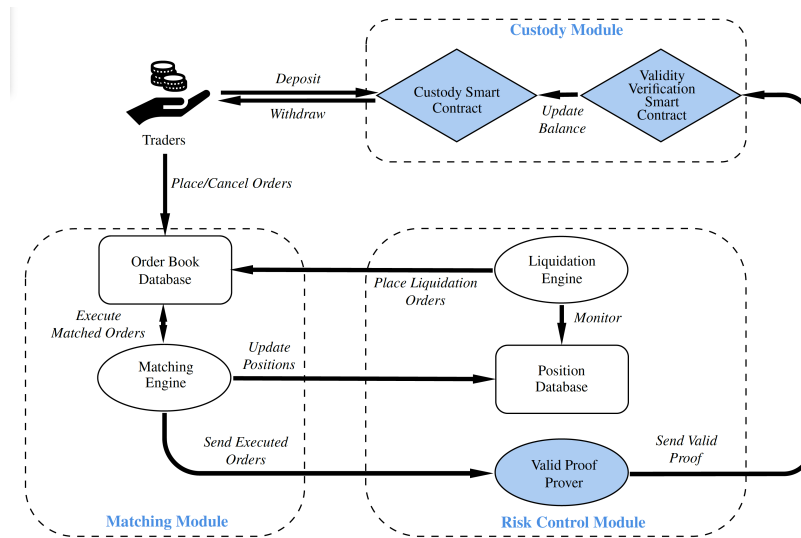 Custody Module
Deposit
Withdraw
Custody Smart
Contract
Update
Balance
Validity
Verification
Smart
Contract
Traders
Place/Cancel Orders
Order Book
Database
Place Liquidation
Orders
Liquidation
Engine
Execute
Matched Orders
Monitor
Matching
Engine
Update
Positions
Position
Database
Send Executed
Orders
Valid Proof
Prover
Send Valid
Proof
Matching Module
Risk Control Module